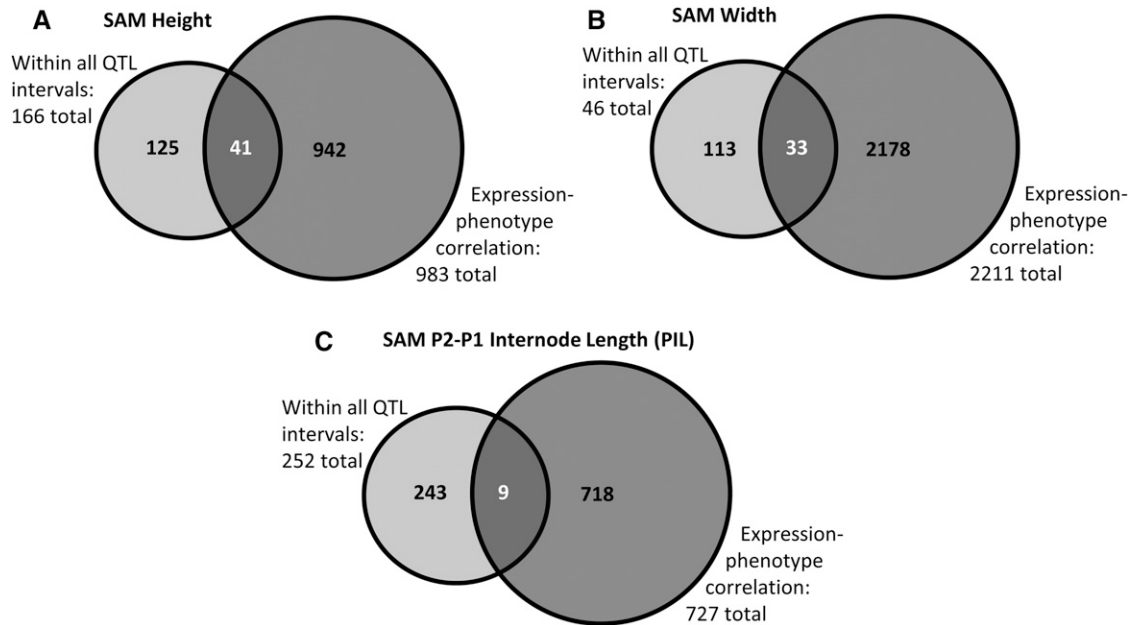 A
SAM Height
Within all QTL
intervals:
166 total
125
41
942
Expression-
phenotype
correlation:
983 total
B
SAM Width
Within all QTL
intervals:
46 total
113
33
2178
Expression-
phenotype
correlation:
2211 total
C
SAM P2-P1 Internode Length (PIL)
Within all QTL
intervals:
252 total
243
9
718
Expression-
phenotype
correlation:
727 total